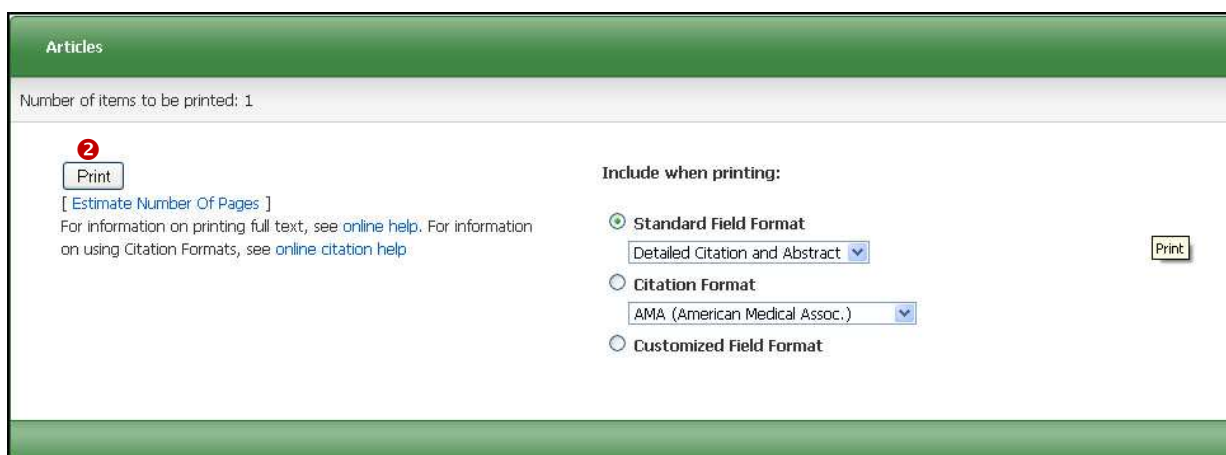 Articles
Number of items to be printed: 1
❷
Print
[ Estimate Number Of Pages ]
For information on printing full text, see online help. For information
on using Citation Formats, see online citation help
Include when printing:
Standard Field Format
Detailed Citation and Abstract
Citation Format
AMA (American Medical Assoc.)
Customized Field Format
Print